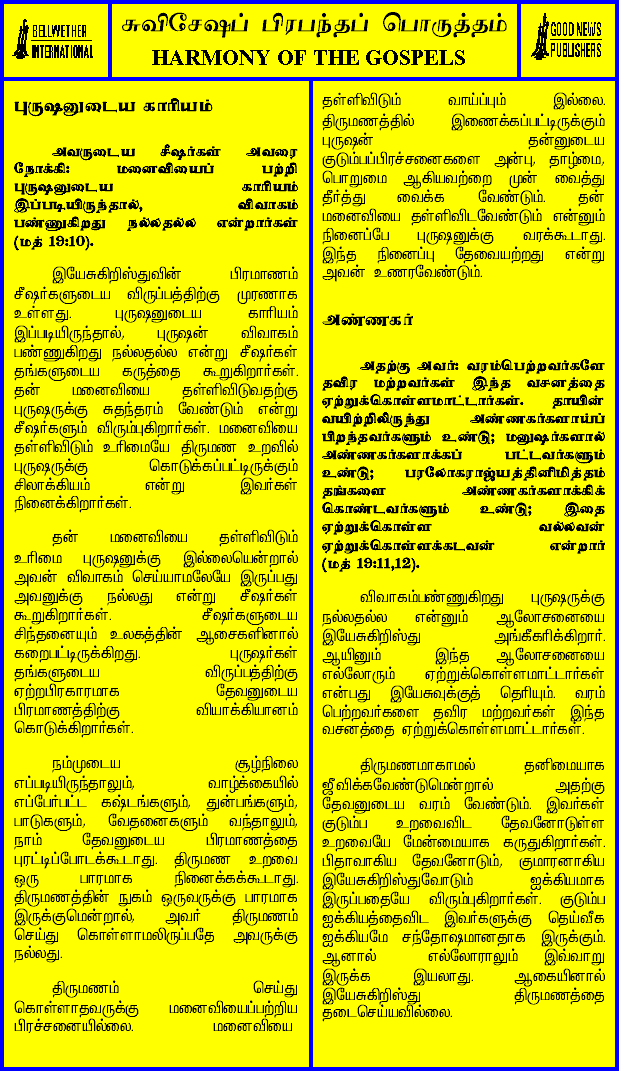 BELLWETHER
INTERNATIONAL
சுவிசேஷப் பிரபந்தப் பொருத்தம்
HARMONY OF THE GOSPELS
GOOD NEWS
PUBLISHERS
புருஷனுடைய காரியம்
அவருடைய சீஷர்கள் அவரை
நோக்கி: மனைவியைப் பற்றி
புருஷனுடைய காரியம்
இப்படியிருந்தால், விவாகம்
பண்ணுகிறது நல்லதல்ல என்றார்கள்
(மத் 19:10).
இயேசுகிறிஸ்துவின் பிரமாணம்
சீஷர்களுடைய விருப்பத்திற்கு முரணாக
உள்ளது. புருஷனுடைய காரியம்
இப்படியிருந்தால், புருஷன் விவாகம்
பண்ணுகிறது நல்லதல்ல என்று சீஷர்கள்
தங்களுடைய கருத்தை கூறுகிறார்கள்.
தன் மனைவியை தள்ளிவிடுவதற்கு
புருஷருக்கு சுதந்தரம் வேண்டும் என்று
சீஷர்களும் விரும்புகிறார்கள். மனைவியை
தள்ளிவிடும் உரிமையே திருமண உறவில்
புருஷருக்கு கொடுக்கப்பட்டிருக்கும்
சிலாக்கியம் என்று இவர்கள்
நினைக்கிறார்கள்.
தன் மனைவியை தள்ளிவிடும்
உரிமை புருஷனுக்கு இல்லையென்றால்
அவன் விவாகம் செய்யாமலேயே இருப்பது
அவனுக்கு நல்லது என்று சீஷர்கள்
கூறுகிறார்கள். சீஷர்களுடைய
சிந்தனையும் உலகத்தின் ஆசைகளினால்
கறைபட்டிருக்கிறது. புருஷர்கள்
தங்களுடைய விருப்பத்திற்கு
ஏற்றபிரகாரமாக தேவனுடைய
பிரமாணத்திற்கு வியாக்கியானம்
கொடுக்கிறார்கள்.
நம்முடைய சூழ்நிலை
எப்படியிருந்தாலும், வாழ்க்கையில்
எப்பேர்பட்ட கஷ்டங்களும், துன்பங்களும்,
பாடுகளும், வேதனைகளும் வந்தாலும்,
நாம் தேவனுடைய பிரமாணத்தை
புரட்டிப்போடக்கூடாது. திருமண உறவை
ஒரு பாரமாக நினைக்கக்கூடாது.
திருமணத்தின் நுகம் ஒருவருக்கு பாரமாக
இருக்குமென்றால், அவர் திருமணம்
செய்து கொள்ளாமலிருப்பதே அவருக்கு
நல்லது.
திருமணம் செய்து
கொள்ளாதவருக்கு மனைவியைப்பற்றிய
பிரச்சனையில்லை. மனைவியை
தள்ளிவிடும் வாய்ப்பும் இல்லை.
திருமணத்தில் இணைக்கப்பட்டிருக்கும்
புருஷன் தன்னுடைய
குடும்பப்பிரச்சனைகளை அன்பு, தாழ்மை,
பொறுமை ஆகியவற்றை முன் வைத்து
தீர்த்து வைக்க வேண்டும். தன்
மனைவியை தள்ளிவிடவேண்டும் என்னும்
நினைப்பே புருஷனுக்கு வரக்கூடாது.
இந்த நினைப்பு தேவையற்றது என்று
அவன் உணரவேண்டும்.
அண்ணகர்
அதற்கு அவர்: வரம்பெற்றவர்களே
தவிர மற்றவர்கள் இந்த வசனத்தை
ஏற்றுக்கொள்ளமாட்டார்கள். தாயின்
வயிற்றிலிருந்து அண்ணகர்களாய்ப்
பிறந்தவர்களும் உண்டு; மனுஷர்களால்
அண்ணகர்களாக்கப் பட்டவர்களும்
உண்டு; பரலோகராஜ்யத்தினிமித்தம்
தங்களை அண்ணகர்களாக்கிக்
கொண்டவர்களும் உண்டு; இதை
ஏற்றுக்கொள்ள வல்லவன்
ஏற்றுக்கொள்ளக்கடவன் என்றார்
(மத் 19:11,12).
விவாகம்பண்ணுகிறது புருஷருக்கு
நல்லதல்ல என்னும் ஆலோசனையை
இயேசுகிறிஸ்து அங்கீகரிக்கிறார்.
ஆயினும் இந்த ஆலோசனையை
எல்லோரும் ஏற்றுக்கொள்ளமாட்டார்கள்
என்பது இயேசுவுக்குத் தெரியும். வரம்
பெற்றவர்களை தவிர மற்றவர்கள் இந்த
வசனத்தை ஏற்றுக்கொள்ளமாட்டார்கள்.
திருமணமாகாமல் தனிமையாக
ஜீவிக்கவேண்டுமென்றால் அதற்கு
தேவனுடைய வரம் வேண்டும். இவர்கள்
குடும்ப உறவைவிட தேவனோடுள்ள
உறவையே மேன்மையாக கருதுகிறார்கள்.
பிதாவாகிய தேவனோடும், குமாரனாகிய
இயேசுகிறிஸ்துவோடும் ஐக்கியமாக
இருப்பதையே விரும்புகிறார்கள். குடும்ப
ஐக்கியத்தைவிட இவர்களுக்கு தெய்வீக
ஐக்கியமே சந்தோஷமானதாக இருக்கும்.
ஆனால் எல்லோராலும் இவ்வாறு
இருக்க இயலாது. ஆகையினால்
இயேசுகிறிஸ்து திருமணத்தை
தடைசெய்யவில்லை.